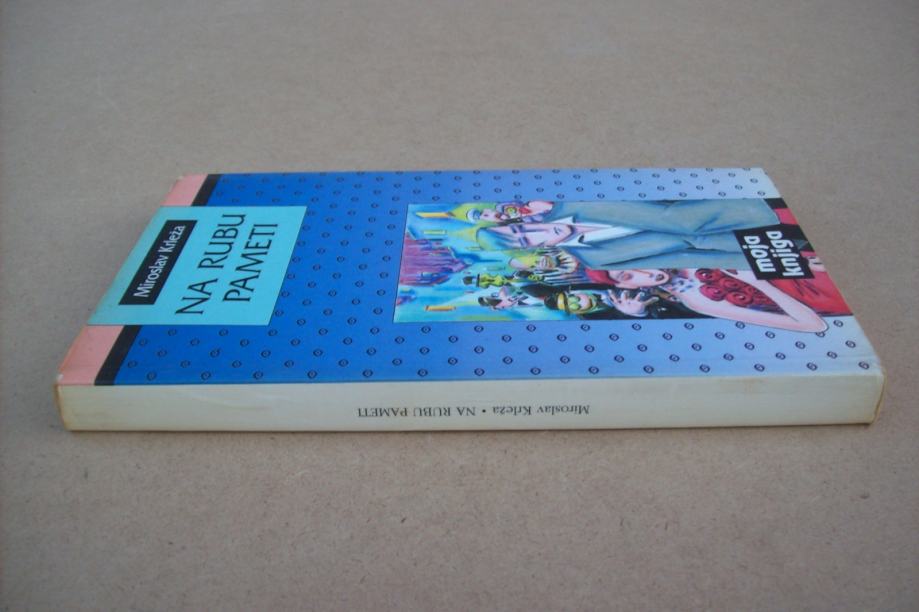 Miroslav Krleža
NA RUBU
PAMETI
moja
knjiga
Miroslav Krleža • NA RUBU PAMETI